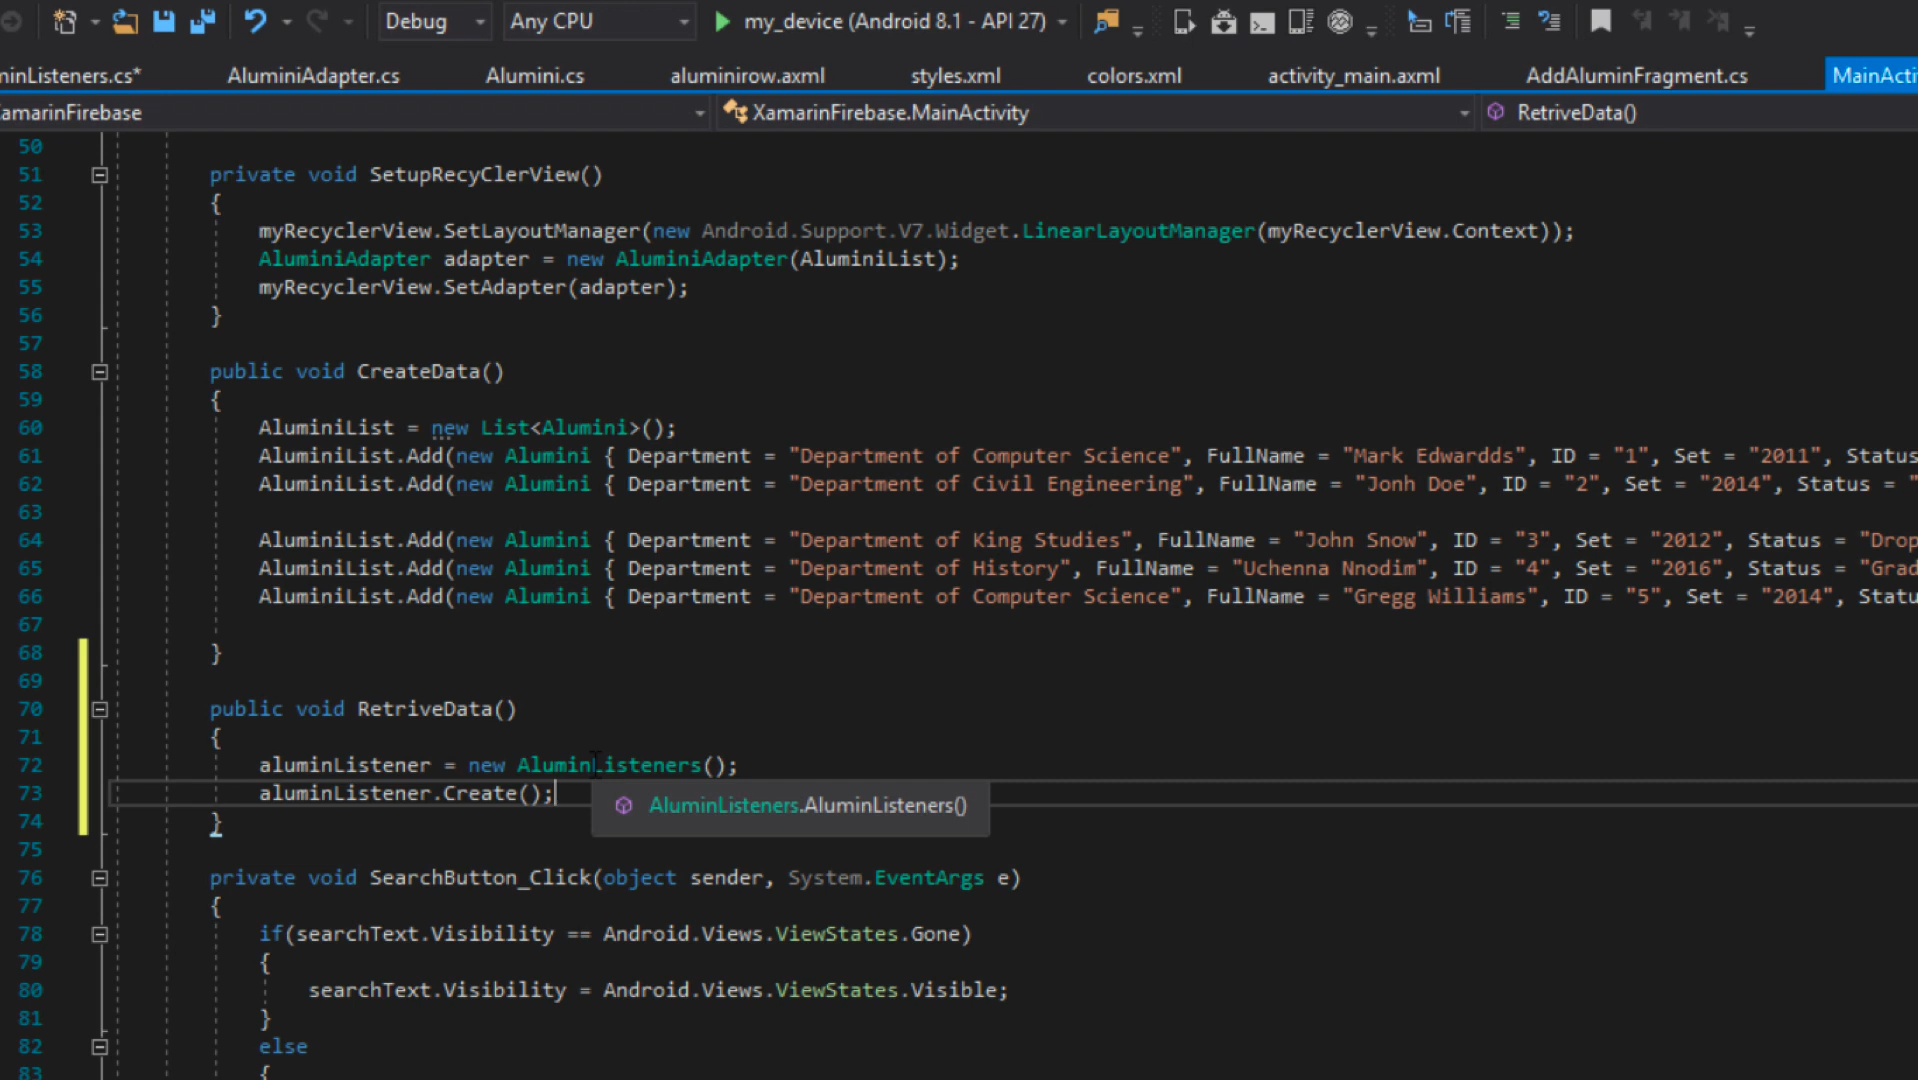 Debug Any CPU my_device (Android 8.1 - API 27)
minListeners.cs* AluminiAdapter.cs Alumini.cs aluminirow.axml styles.xml colors.xml activity_main.axml AddAluminFragment.cs MainActi
amarinFirebase XamarinFirebase.MainActivity RetriveData()
50
51 private void SetupRecyClerView()
52 {
53 myRecyclerView.SetLayoutManager(new Android.Support.V7.Widget.LinearLayoutManager(myRecyclerView.Context));
54 AluminiAdapter adapter = new AluminiAdapter(AluminiList);
55 myRecyclerView.SetAdapter(adapter);
56 }
57
58 public void CreateData()
59 {
60 AluminiList = new List<Alumini>();
61 AluminiList.Add(new Alumini { Department = "Department of Computer Science", FullName = "Mark Edwardds", ID = "1", Set = "2011", Status
62 AluminiList.Add(new Alumini { Department = "Department of Civil Engineering", FullName = "Jonh Doe", ID = "2", Set = "2014", Status = "
63
64 AluminiList.Add(new Alumini { Department = "Department of King Studies", FullName = "John Snow", ID = "3", Set = "2012", Status = "Drop
65 AluminiList.Add(new Alumini { Department = "Department of History", FullName = "Uchenna Nnodim", ID = "4", Set = "2016", Status = "Grad
66 AluminiList.Add(new Alumini { Department = "Department of Computer Science", FullName = "Gregg Williams", ID = "5", Set = "2014", Statu
67
68 }
69
70 public void RetriveData()
71 {
72 aluminListener = new AluminListeners();
73 aluminListener.Create();
AluminListeners.AluminListeners()
74 }
75
76 private void SearchButton_Click(object sender, System.EventArgs e)
77 {
78 if(searchText.Visibility == Android.Views.ViewStates.Gone)
79 {
80 searchText.Visibility = Android.Views.ViewStates.Visible;
81 }
82 else
83 {